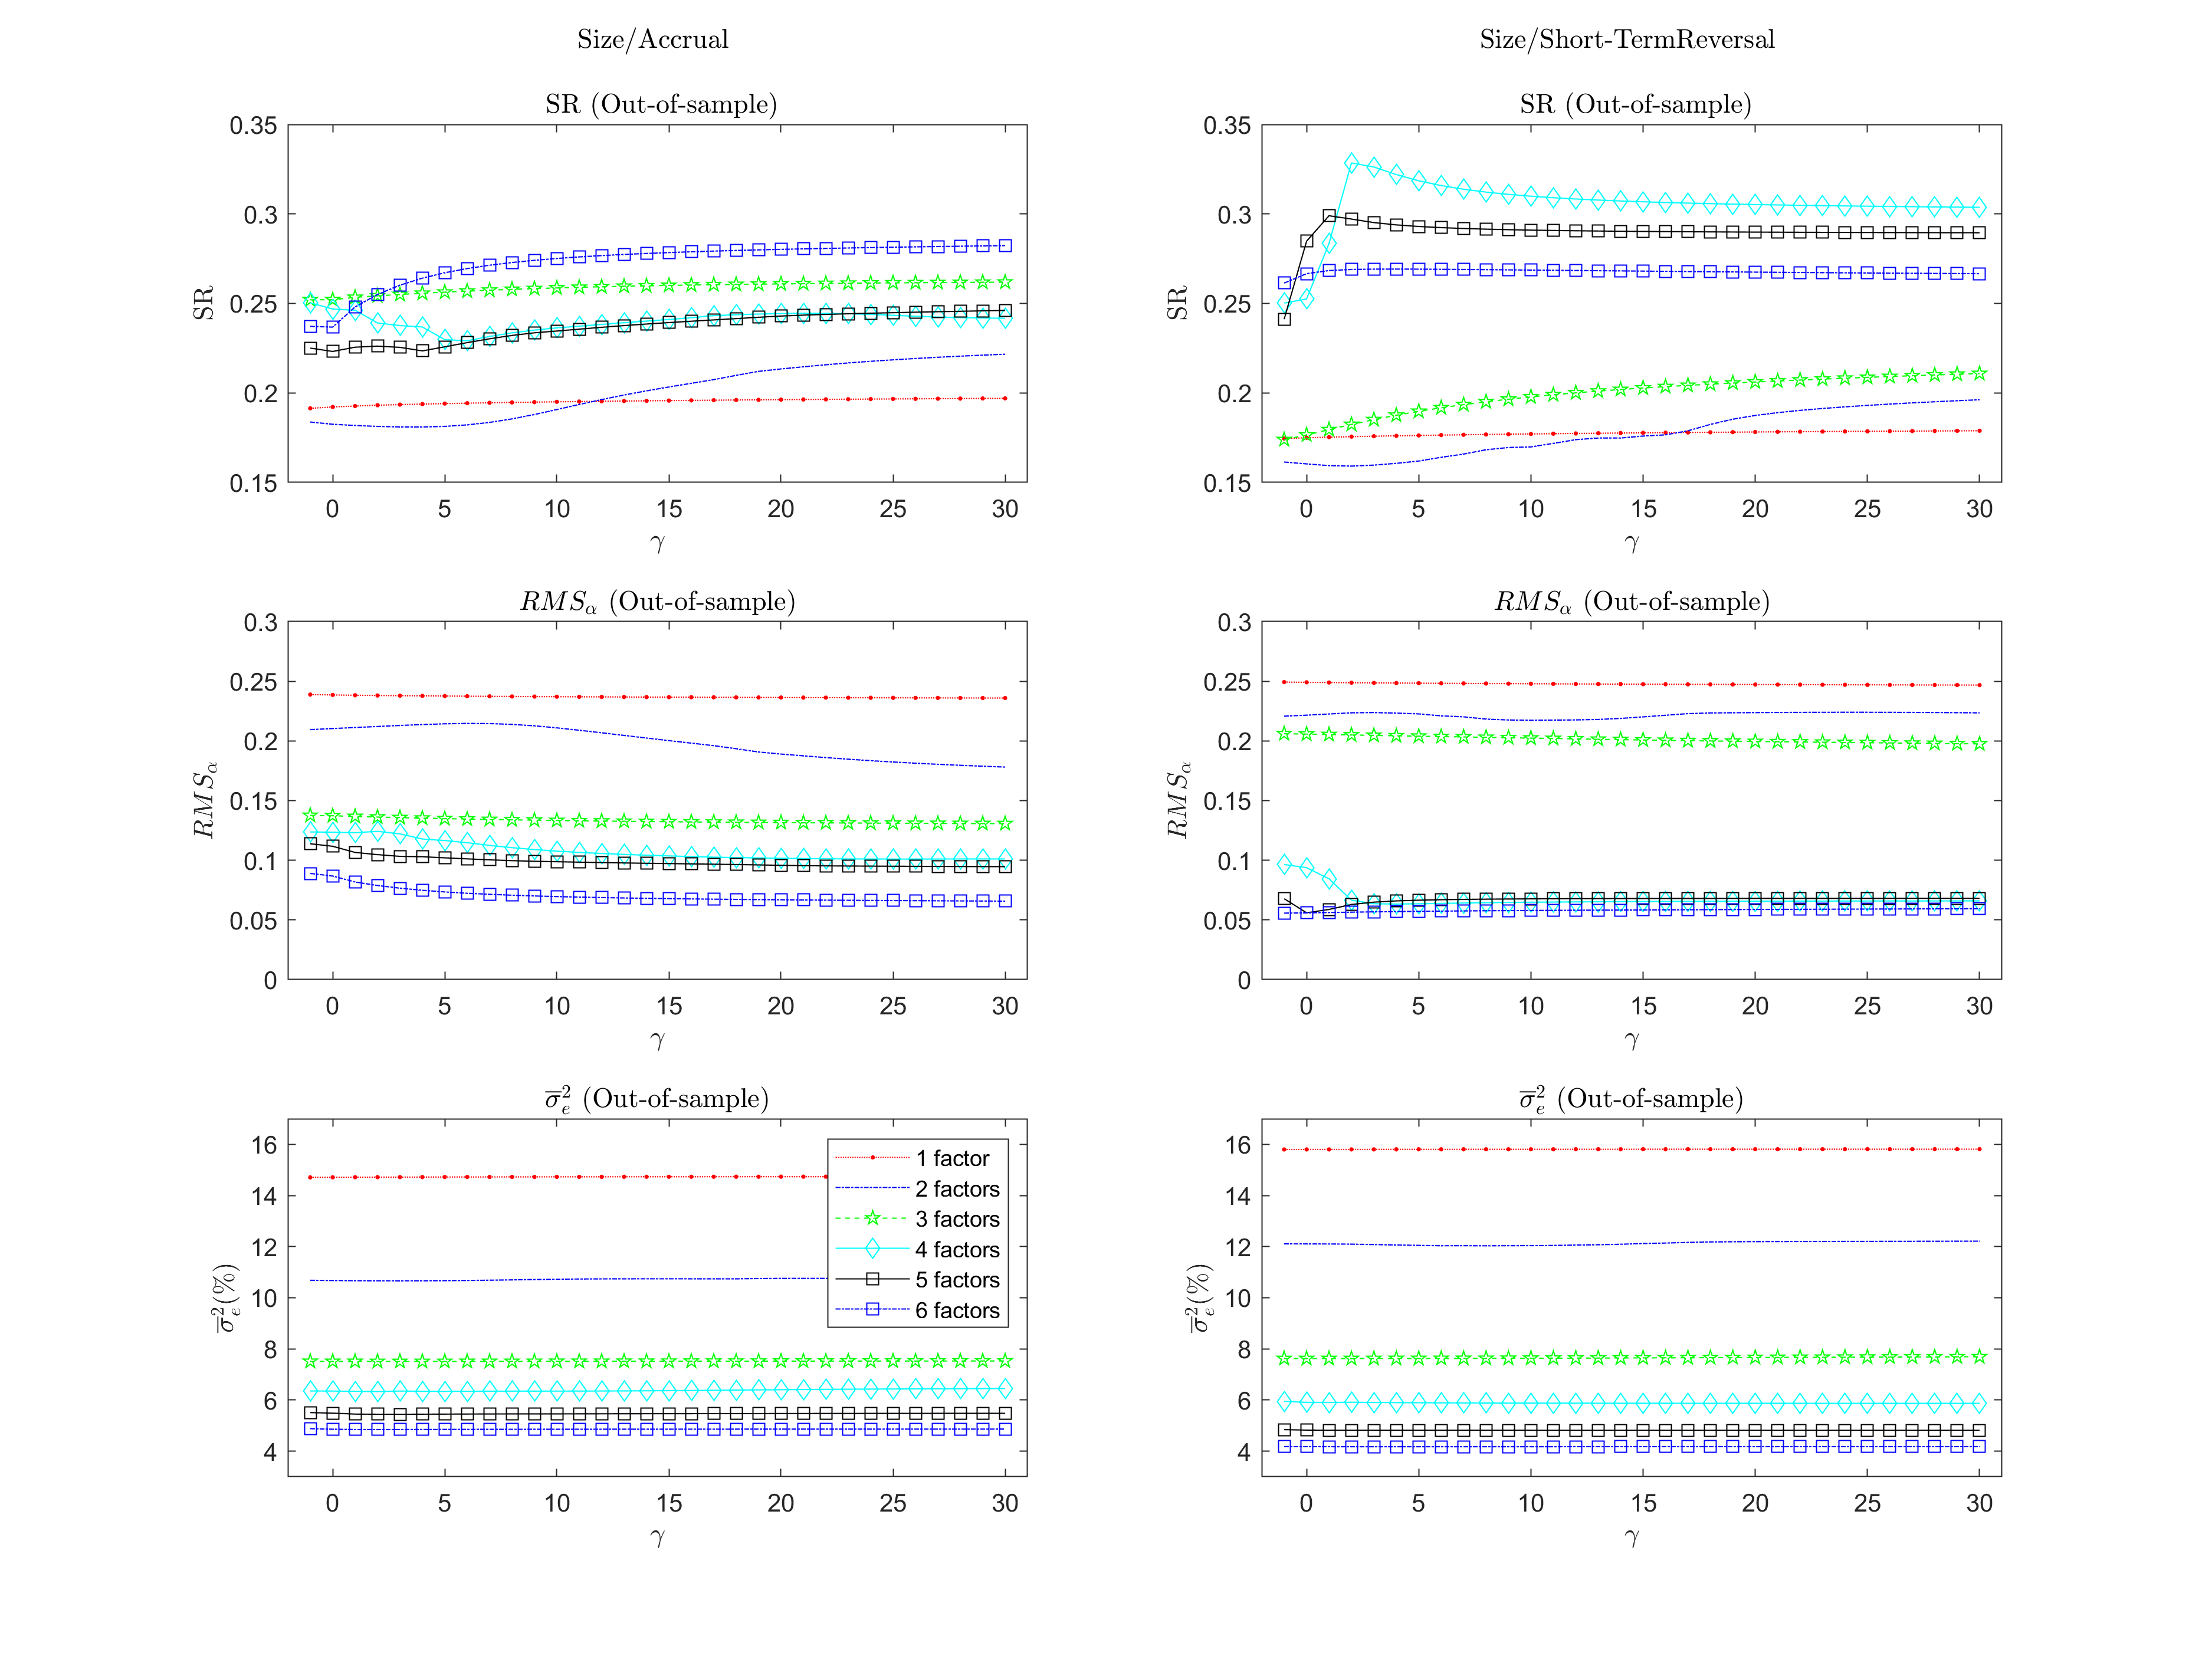 Size/Accrual
Size/Short-TermReversal
SR (Out-of-sample)
0.35
0.3
0.25
0.2
0.15
SR
0 5 10 15 20 25 30
γ
SR (Out-of-sample)
0.35
0.3
0.25
0.2
0.15
SR
0 5 10 15 20 25 30
γ
RMSα (Out-of-sample)
0.3
0.25
0.2
0.15
0.1
0.05
0
RMSα
0 5 10 15 20 25 30
γ
RMSα (Out-of-sample)
0.3
0.25
0.2
0.15
0.1
0.05
0
RMSα
0 5 10 15 20 25 30
γ
σ̅²ₑ (Out-of-sample)
16
14
12
10
8
6
4
σ̅²ₑ(%)
1 factor
2 factors
3 factors
4 factors
5 factors
6 factors
0 5 10 15 20 25 30
γ
σ̅²ₑ (Out-of-sample)
16
14
12
10
8
6
4
σ̅²ₑ(%)
0 5 10 15 20 25 30
γ